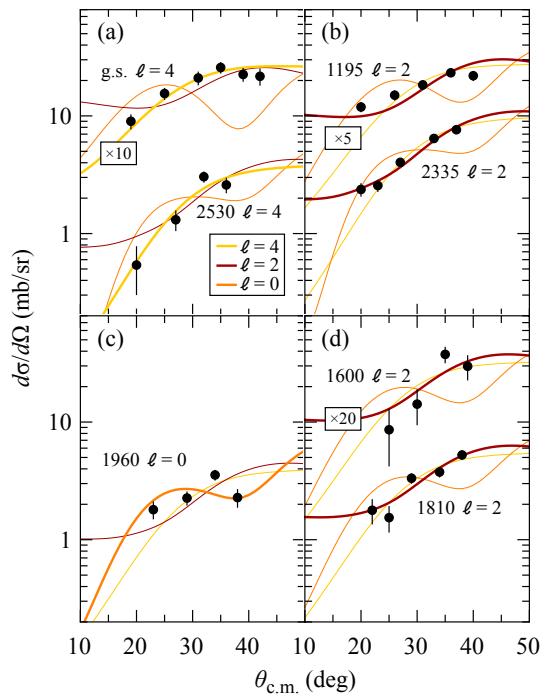 (a)
g.s. ℓ = 4
×10
2530 ℓ = 4
ℓ = 4
ℓ = 2
ℓ = 0
(b)
1195 ℓ = 2
×5
2335 ℓ = 2
(c)
1960 ℓ = 0
(d)
1600 ℓ = 2
×20
1810 ℓ = 2
10
1
10
1
dσ/dΩ (mb/sr)
10 20 30 40 10 20 30 40 50
θc.m. (deg)